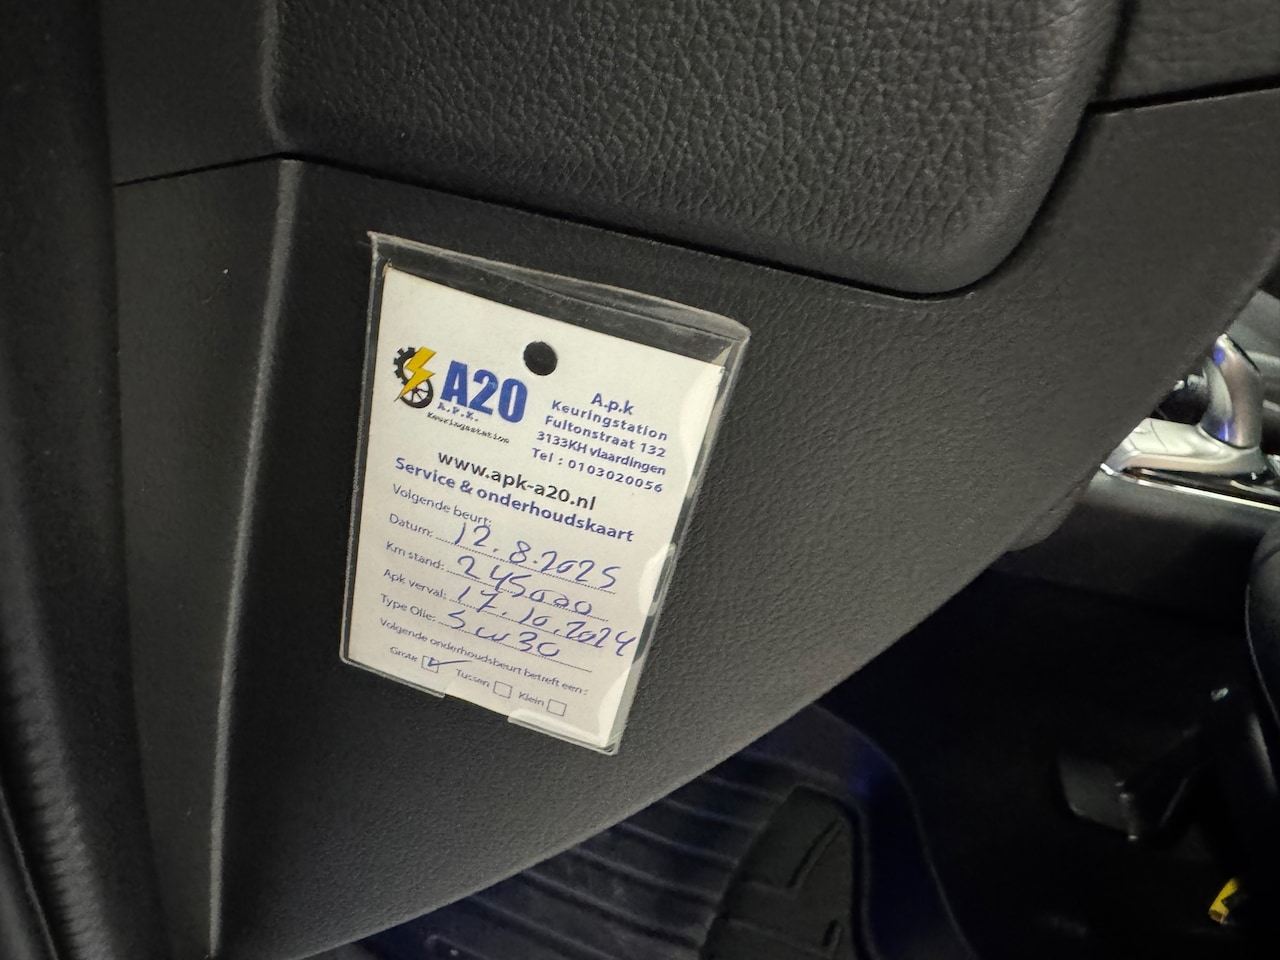 A20
A.P.K.
Keuringsstation
A.p.k
Keuringstation
Fultonstraat 132
3133KH vlaardingen
Tel : 0103020056
www.apk-a20.nl
Service & onderhoudskaart
Volgende beurt:
Datum: 12.8.2025
Km stand: 245000
Apk verval: 17.10.2024
Type Olie: 5w30
Volgende onderhoudsbeurt betreft een:
Grote Tussen Klein